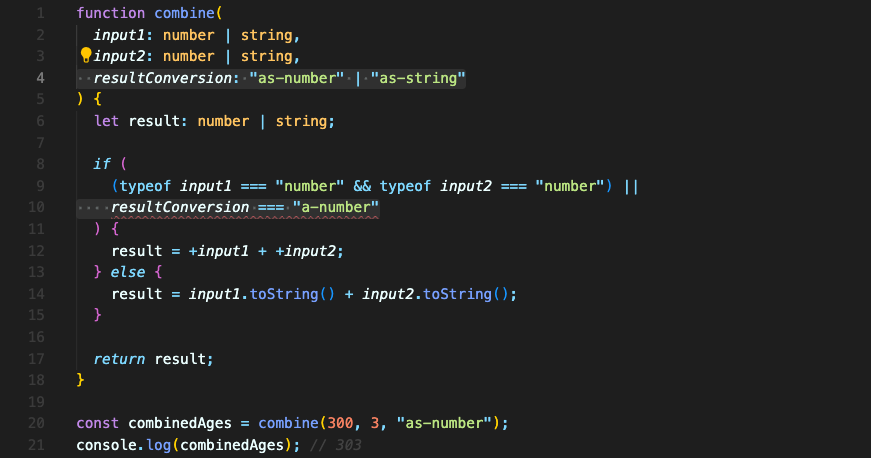 1 function combine(
2 input1: number | string,
3 input2: number | string,
4 resultConversion: "as-number" | "as-string"
5 ) {
6 let result: number | string;
7
8 if (
9 (typeof input1 === "number" && typeof input2 === "number") ||
10 resultConversion === "a-number"
11 ) {
12 result = +input1 + +input2;
13 } else {
14 result = input1.toString() + input2.toString();
15 }
16
17 return result;
18 }
19
20 const combinedAges = combine(300, 3, "as-number");
21 console.log(combinedAges); // 303